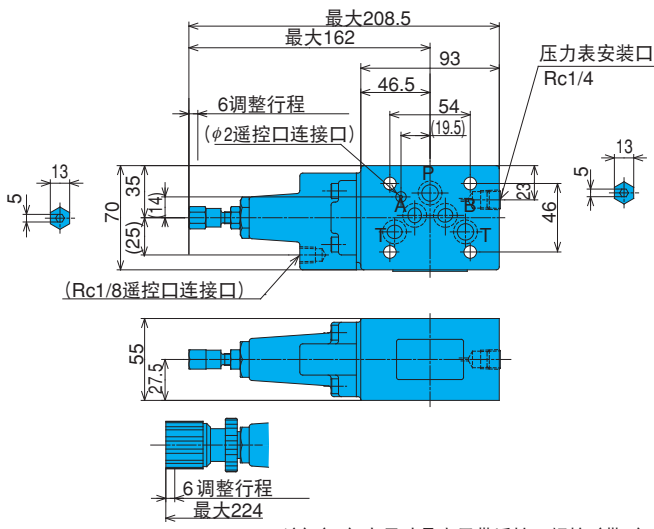 最大208.5
最大162
93
压力表安装口
Rc1/4
46.5
54
6调整行程
(19.5)
(φ2遥控口连接口)
P
13
5
70
35
(14)
(25)
A
B
T
T
23
46
13
5
(Rc1/8遥控口连接口)
55
27.5
6调整行程
最大224